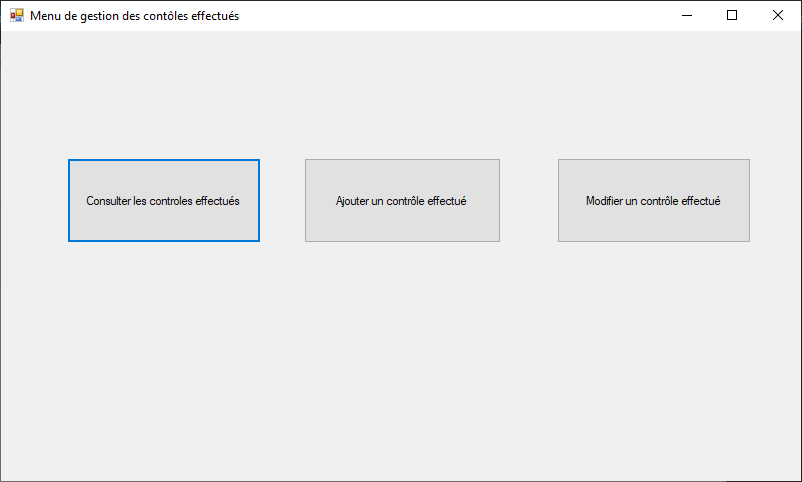 Menu de gestion des contôles effectués
Consulter les controles effectués
Ajouter un contrôle effectué
Modifier un contrôle effectué